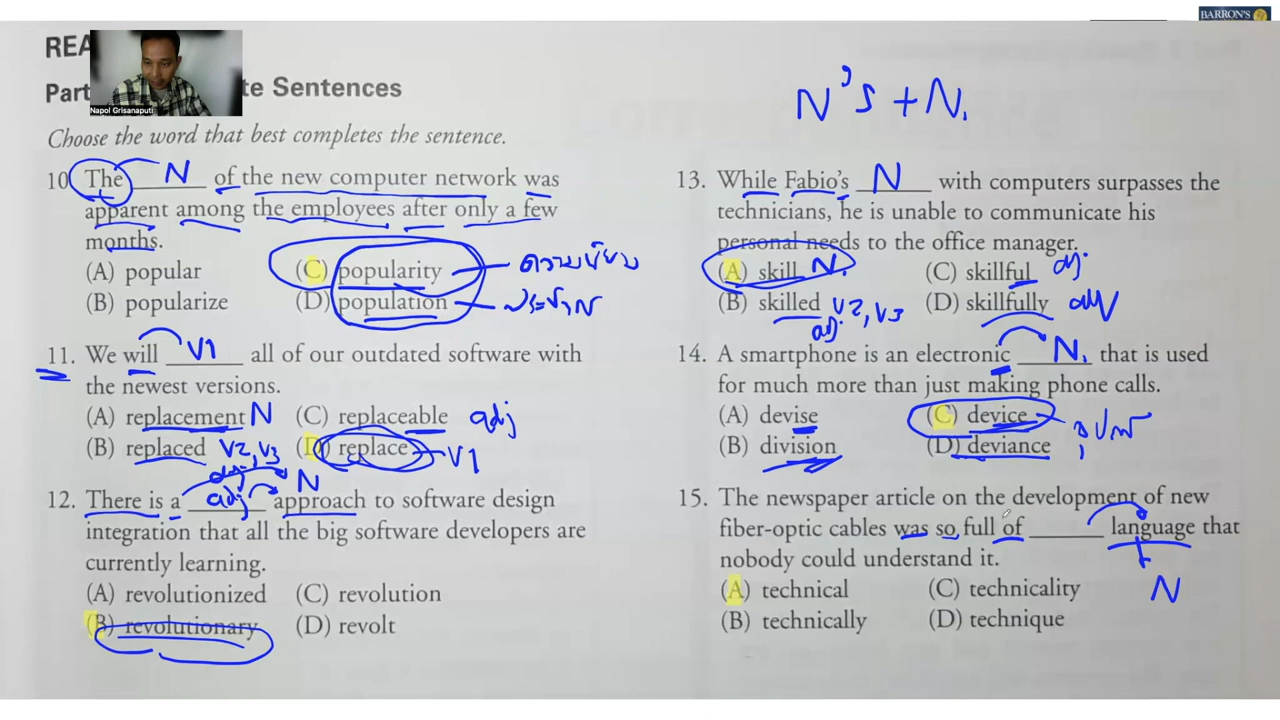 BARRON'S
REA
Napol Grisanaputi
Part te Sentences
N's + N.
Choose the word that best completes the sentence.
10. The ______ of the new computer network was
N
apparent among the employees after only a few
months.
(A) popular (C) popularity ความนิยม
(B) popularize (D) population ประชากร
11. We will ______ all of our outdated software with
V1
the newest versions.
(A) replacement N (C) replaceable adj
(B) replaced V2, V3 (D) replace V1
adj. N
12. There is a ______ approach to software design
adj
integration that all the big software developers are
currently learning.
(A) revolutionized (C) revolution
(B) revolutionary (D) revolt
13. While Fabio's ______ with computers surpasses the
N
technicians, he is unable to communicate his
personal needs to the office manager.
(A) skill N. (C) skillful adj.
(B) skilled V2, V3 (D) skillfully adv
adj.
14. A smartphone is an electronic ______ that is used
N.
for much more than just making phone calls.
(A) devise (C) device
(B) division (D) deviance
15. The newspaper article on the development of new
fiber-optic cables was so full of ______ language that
nobody could understand it.
N
(A) technical (C) technicality
(B) technically (D) technique